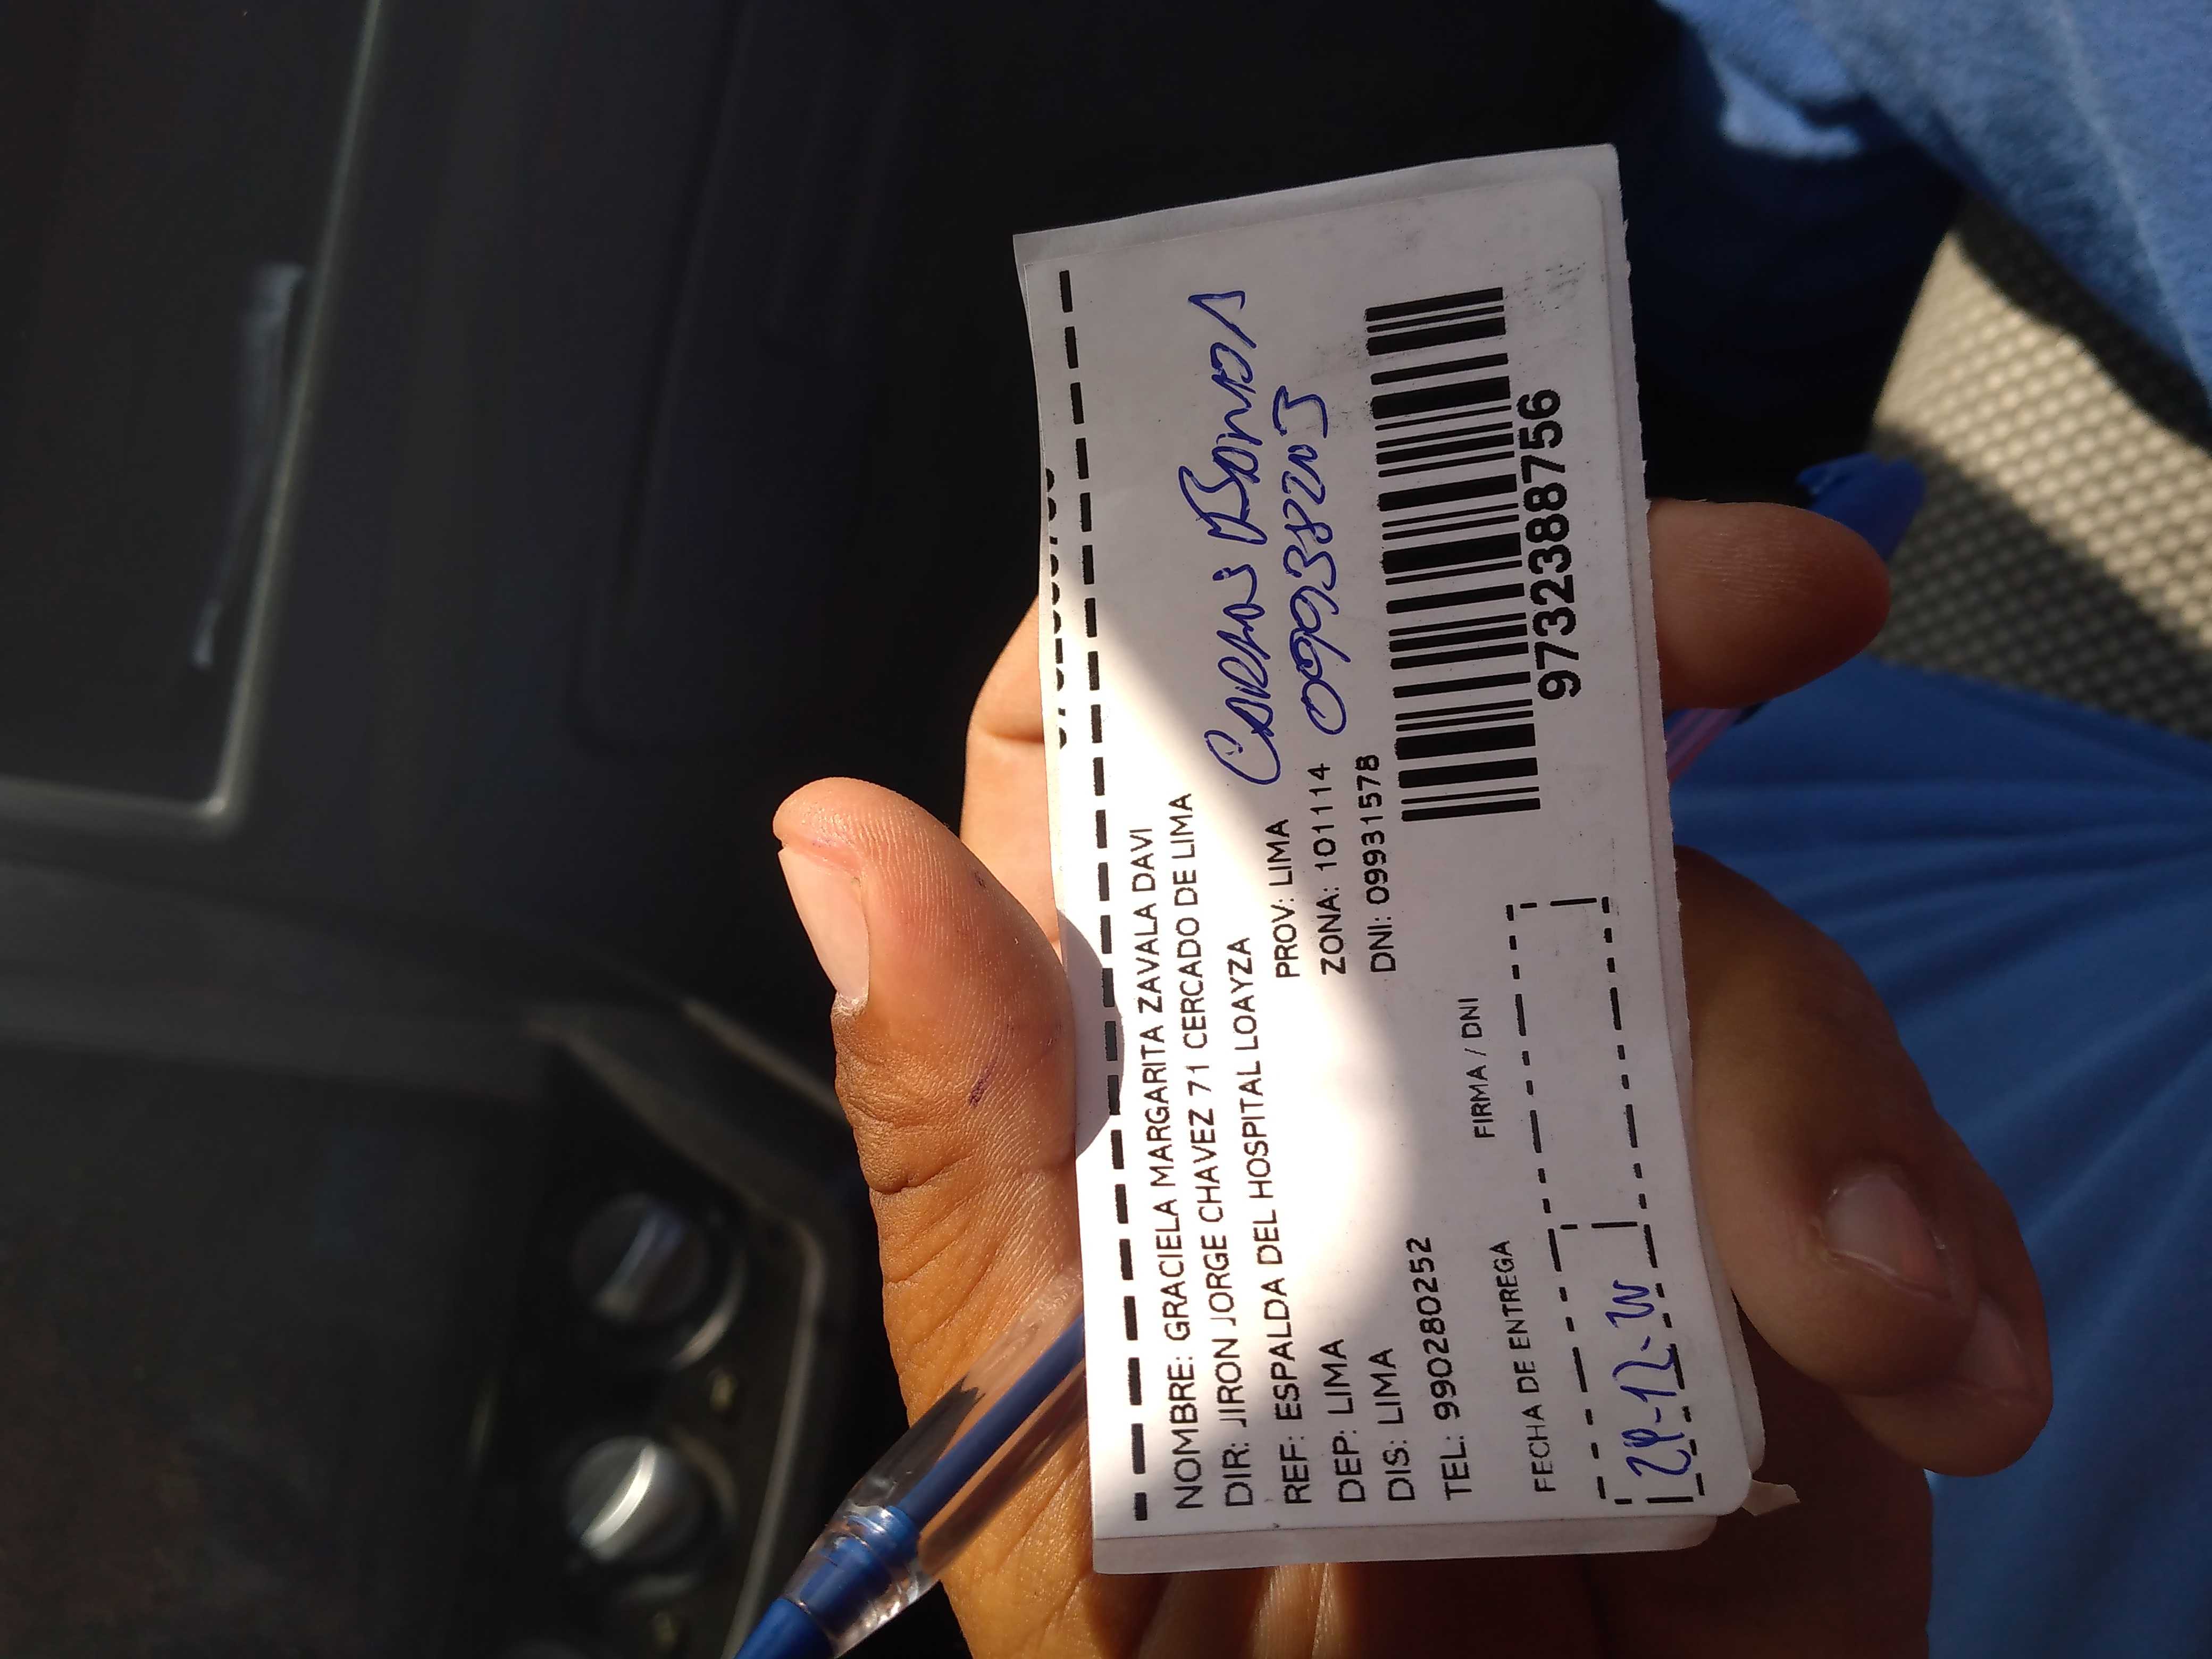 NOMBRE: GRACIELA MARGARITA ZAVALA DAVI
DIR: JIRON JORGE CHAVEZ 71 CERCADO DE LIMA
REF: ESPALDA DEL HOSPITAL LOAYZA
DEP: LIMA PROV: LIMA
DIS: LIMA ZONA: 101114
TEL: 990280252 DNI: 09931578
FECHA DE ENTREGA FIRMA / DNI
973238756